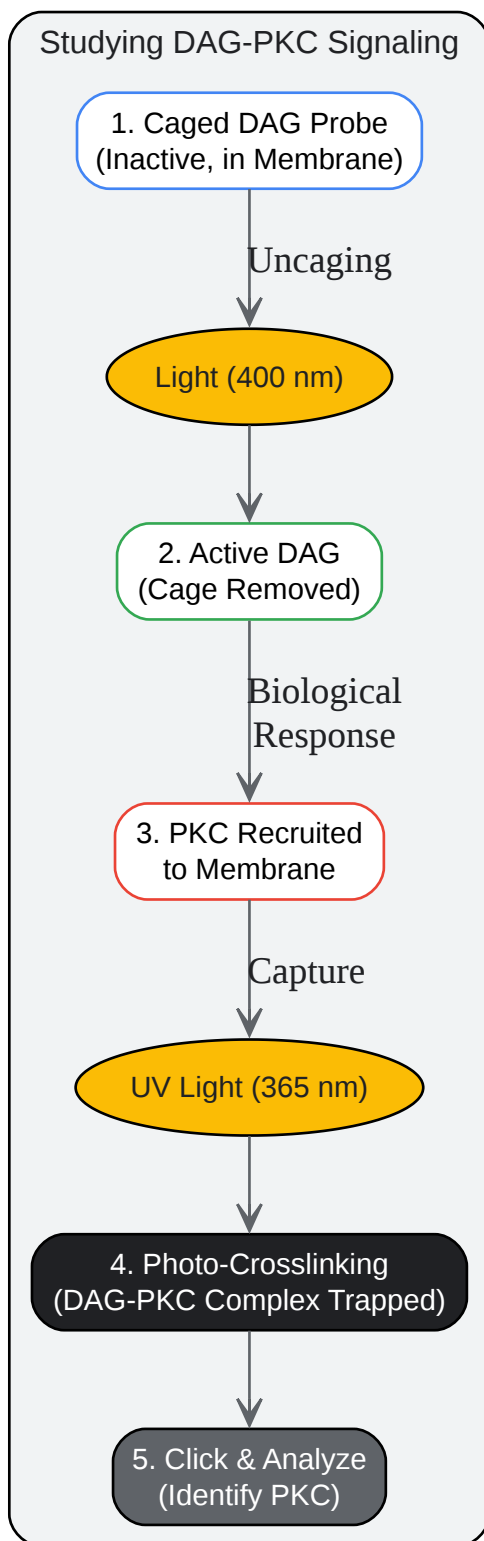 Studying DAG-PKC Signaling
1. Caged DAG Probe
(Inactive, in Membrane)
Uncaging
Light (400 nm)
2. Active DAG
(Cage Removed)
Biological
Response
3. PKC Recruited
to Membrane
Capture
UV Light (365 nm)
4. Photo-Crosslinking
(DAG-PKC Complex Trapped)
5. Click & Analyze
(Identify PKC)